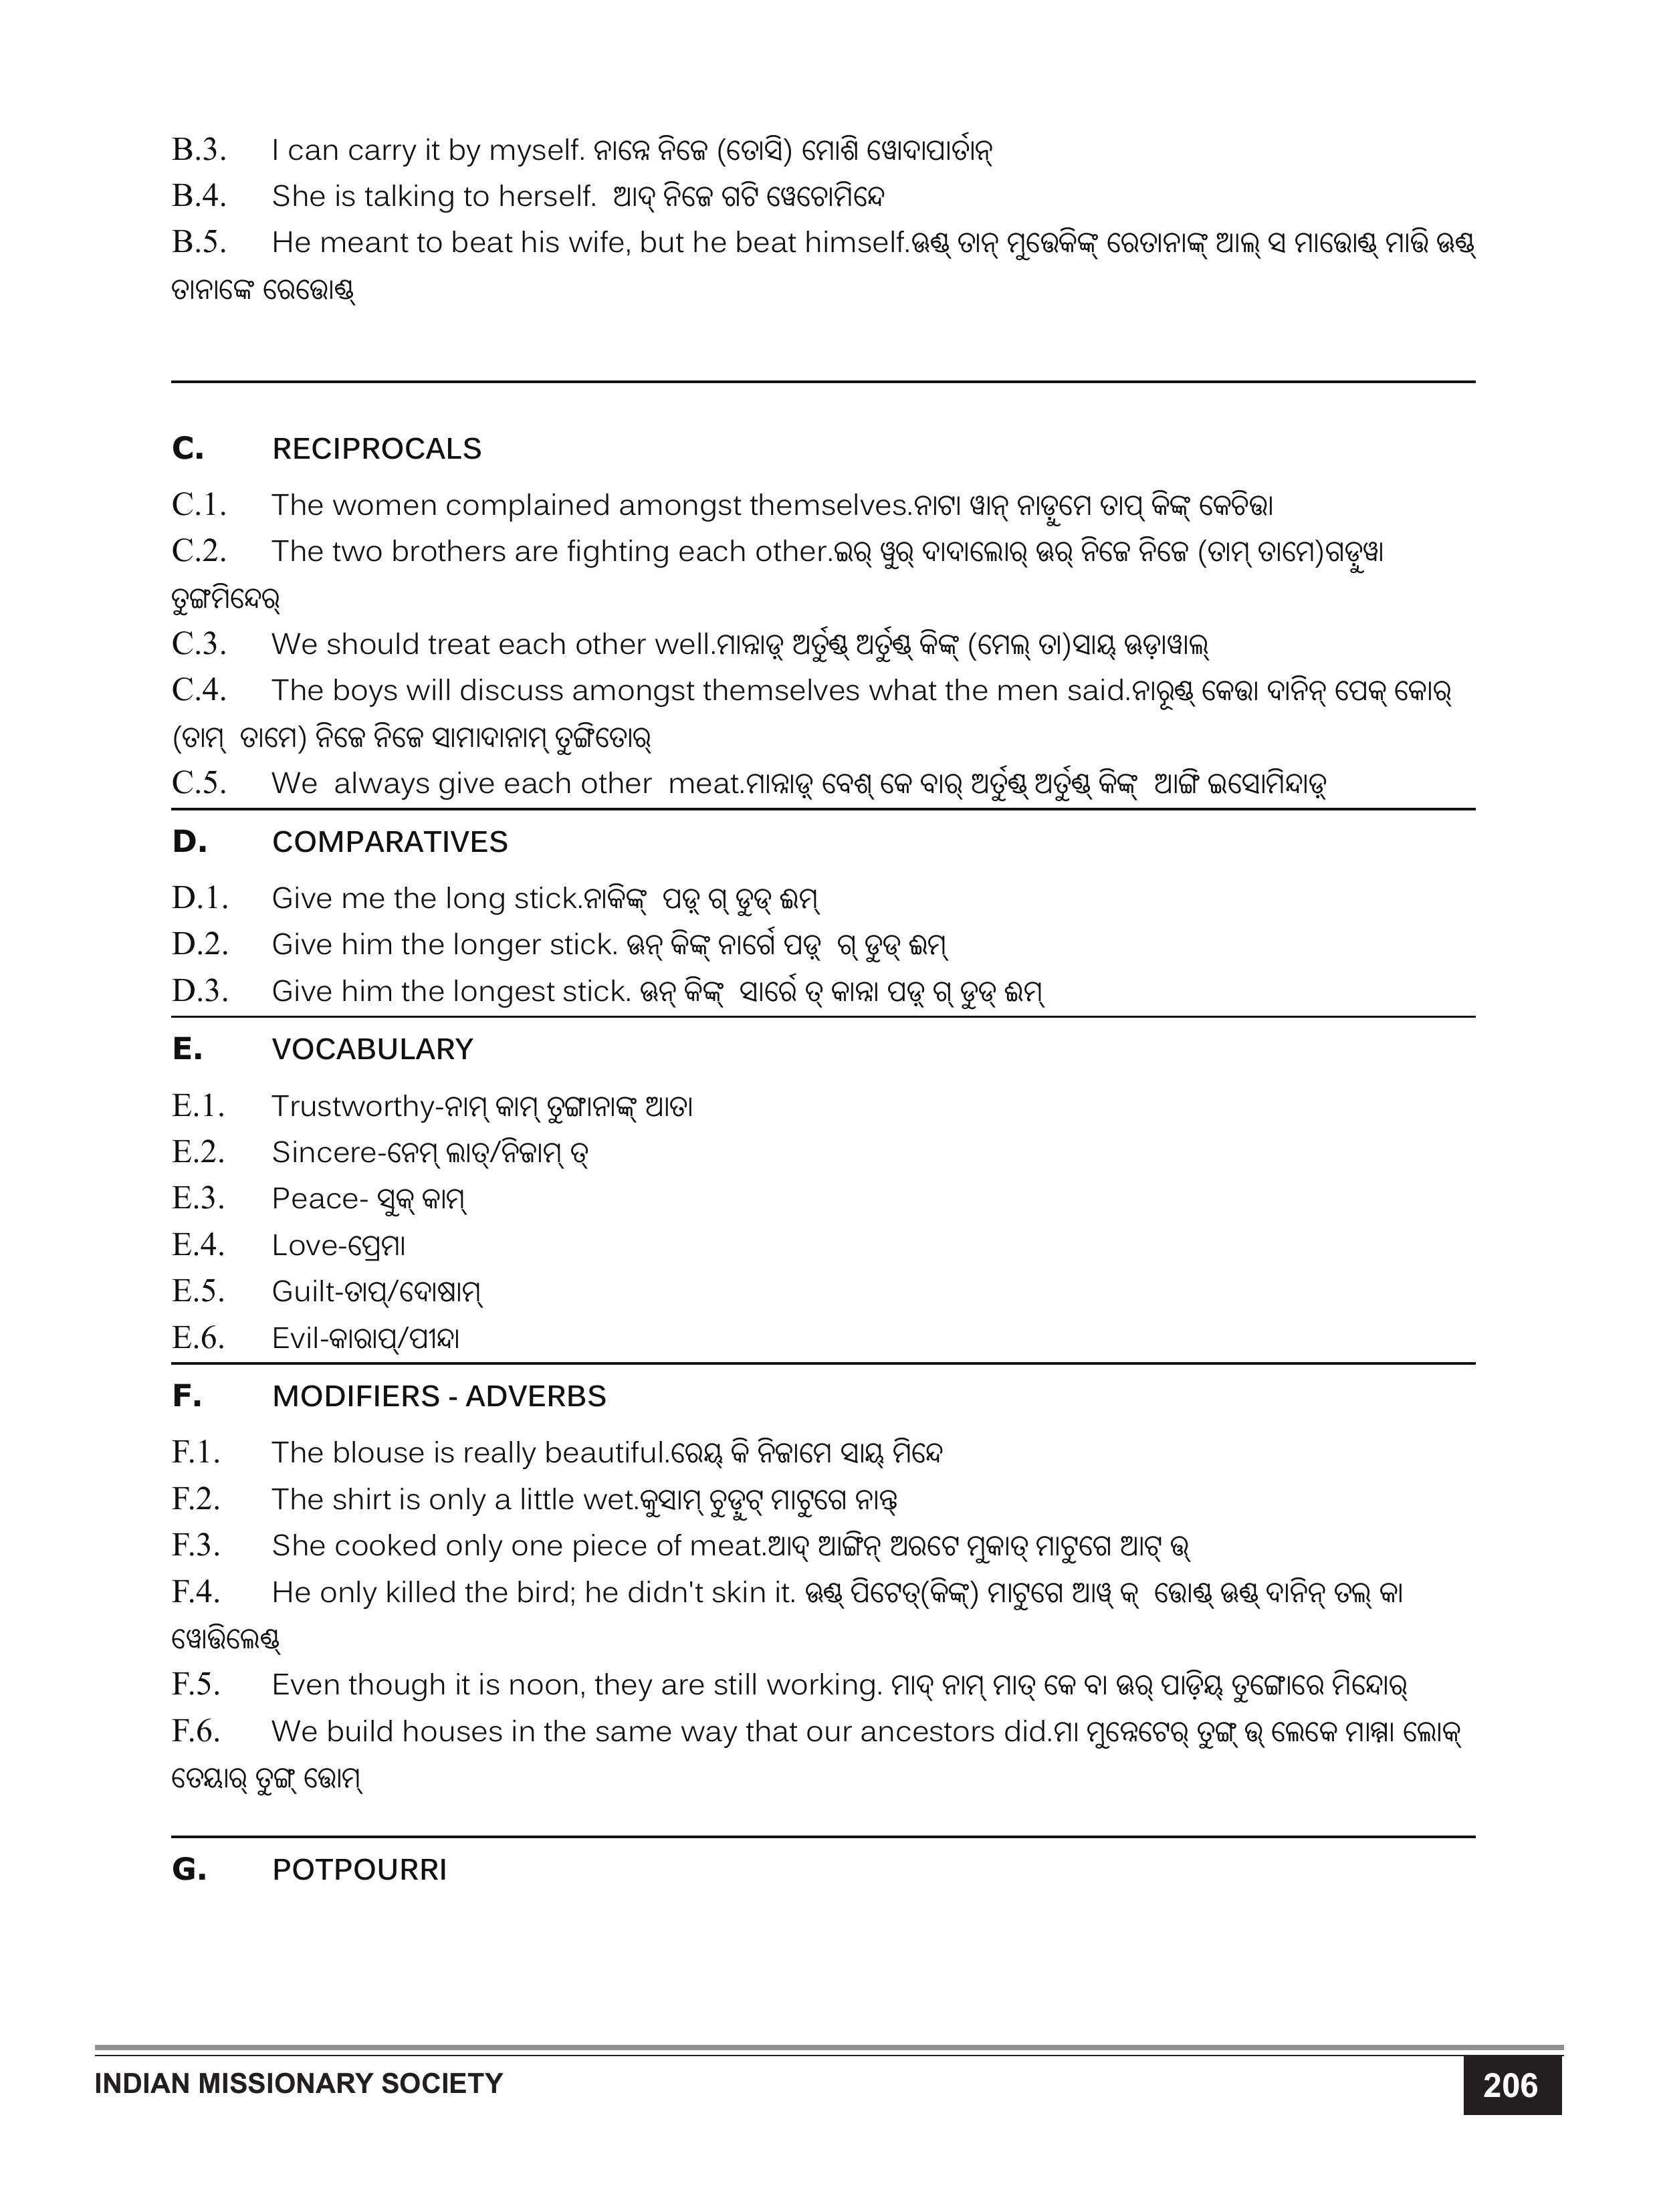 B.3. I can carry it by myself. ନାନ୍ନେ ନିଜେ (ତୋସି) ମୋଶି ୱୋଦାପାର୍ତାନ୍
B.4. She is talking to herself.  ଆଦ୍ ନିଜେ ଗଟି ୱେଚୋମିନ୍ଦେ
B.5. He meant to beat his wife, but he beat himself.ଊଣ୍ଡ୍ ତାନ୍ ମୁତ୍ତେକିଙ୍କ୍ ରେତାନାଙ୍କ୍ ଆଲ୍ ସ ମାତ୍ତୋଣ୍ଡ୍ ମାତ୍ତି ଊଣ୍ଡ୍
ତାନାଙ୍କେ ରେତ୍ତୋଣ୍ଡ୍
C. RECIPROCALS
C.1. The women complained amongst themselves.ନାଟା ୱାନ୍ ନାଡ଼ୁମେ ତାପ୍ କିଙ୍କ୍ କେଚିତ୍ତା
C.2. The two brothers are fighting each other.ଇର୍ ୱୁର୍ ଦାଦାଲୋର୍ ଊର୍ ନିଜେ ନିଜେ (ତାମ୍ ତାମେ)ଗଡ଼ୁୱା
ତୁଙ୍ଗମିନ୍ଦେର୍
C.3. We should treat each other well.ମାନ୍ନାଡ଼୍ ଅର୍ତୁଣ୍ଡ୍ ଅର୍ତୁଣ୍ଡ୍ କିଙ୍କ୍ (ମେଲ୍ ତା)ସାୟ୍ ଊଡ଼ାୱାଲ୍
C.4. The boys will discuss amongst themselves what the men said.ନାରୂଣ୍ଡ୍ କେତ୍ତା ଦାନିନ୍ ପେକ୍ କୋର୍
(ତାମ୍  ତାମେ) ନିଜେ ନିଜେ ସାମାଦାନାମ୍ ତୁଙ୍ଗିତୋର୍
C.5. We  always give each other  meat.ମାନ୍ନାଡ଼୍ ବେଶ୍ କେ ବାର୍ ଅର୍ତୁଣ୍ଡ୍ ଅର୍ତୁଣ୍ଡ୍ କିଙ୍କ୍  ଆଙ୍ଗି ଇସୋମିନ୍ଦାଡ଼୍
D. COMPARATIVES
D.1. Give me the long stick.ନାକିଙ୍କ୍  ପଡ଼୍ ଗ୍ ଡୁଡ୍ ଈମ୍
D.2. Give him the longer stick. ଊନ୍ କିଙ୍କ୍ ନାର୍ଗେ ପଡ଼୍  ଗ୍ ଡୁଡ୍ ଈମ୍
D.3. Give him the longest stick. ଊନ୍ କିଙ୍କ୍  ସାର୍ରେ ତ୍ କାନ୍ନା ପଡ଼୍ ଗ୍ ଡୁଡ୍ ଈମ୍
E. VOCABULARY
E.1. Trustworthy-ନାମ୍ କାମ୍ ତୁଙ୍ଗାନାଙ୍କ୍ ଆତା
E.2. Sincere-ନେମ୍ ଲାତ୍/ନିଜାମ୍ ତ୍
E.3. Peace- ସୁକ୍ କାମ୍
E.4. Love-ପ୍ରେମା
E.5. Guilt-ତାପ୍/ଦୋଷାମ୍
E.6. Evil-କାରାପ୍/ପୀନ୍ଦା
F. MODIFIERS - ADVERBS
F.1. The blouse is really beautiful.ରେୟ୍ କି ନିଜାମେ ସାୟ୍ ମିନ୍ଦେ
F.2. The shirt is only a little wet.କୁସାମ୍ ଚୁଡ଼ୁଟ୍ ମାଟୁଗେ ନାନ୍ତ୍
F.3. She cooked only one piece of meat.ଆଦ୍ ଆଙ୍ଗିନ୍ ଅରଟେ ମୁକାତ୍ ମାଟୁଗେ ଆଟ୍ ତ୍ତ୍
F.4. He only killed the bird; he didn't skin it. ଊଣ୍ଡ୍ ପିଟେତ୍(କିଙ୍କ୍) ମାଟୁଗେ ଆୱ୍ କ୍  ତ୍ତୋଣ୍ଡ୍ ଊଣ୍ଡ୍ ଦାନିନ୍ ତଲ୍ କା
ୱୋତ୍ତିଲେଣ୍ଡ୍
F.5. Even though it is noon, they are still working. ମାଦ୍ ନାମ୍ ମାତ୍ କେ ବା ଊର୍ ପାଡ଼ିୟ୍ ତୁଙ୍ଗୋରେ ମିନ୍ଦୋର୍
F.6. We build houses in the same way that our ancestors did.ମା ମୁନ୍ନେଟେର୍ ତୁଙ୍ଗ୍ ତ୍ତ୍ ଲେକେ ମାମ୍ମା ଲୋକ୍
ତେୟାର୍ ତୁଙ୍ଗ୍ ତ୍ତୋମ୍
G. POTPOURRI
INDIAN MISSIONARY SOCIETY
206